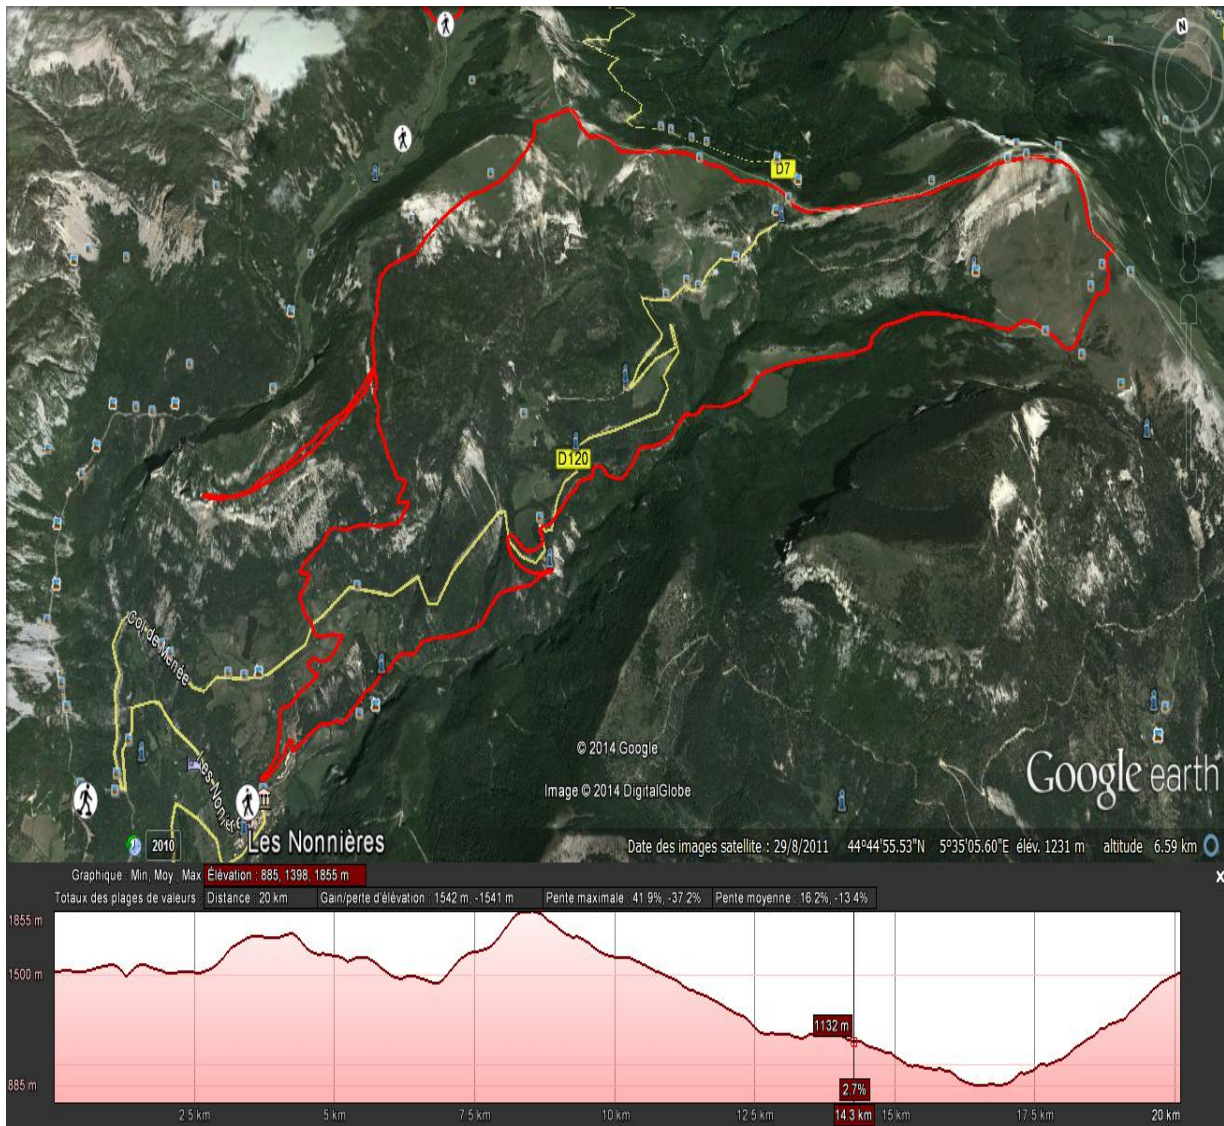 N
D7
D120
Col de Menée
Les Nonnières
© 2014 Google
Image © 2014 DigitalGlobe
Google earth
2010
Les Nonnières
Date des images satellite : 29/8/2011 44°44'55.53"N 5°35'05.60"E élév. 1231 m altitude 6.59 km
Graphique : Min, Moy , Max Élévation : 885, 1398, 1855 m
x
Totaux des plages de valeurs : Distance : 20 km Gain/perte d'élévation : 1542 m, -1541 m Pente maximale : 41.9%, -37.2% Pente moyenne : 16.2%, -13.4%
1855 m
1500 m
1132 m
885 m
2.7%
2.5 km 5 km 7.5 km 10 km 12.5 km 14.3 km 15 km 17.5 km 20 km